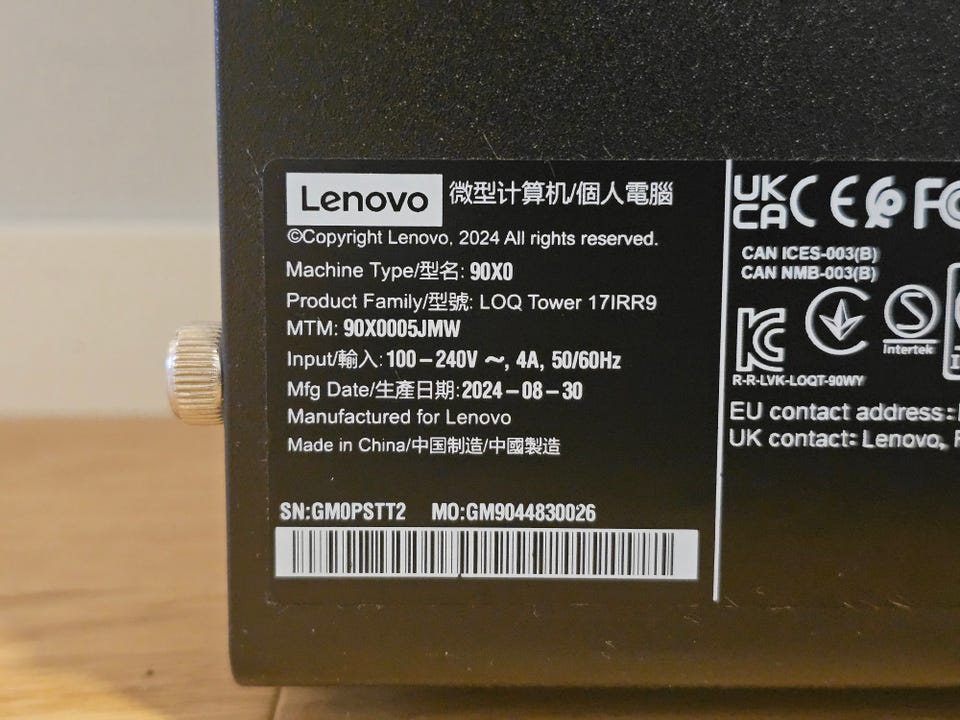 Lenovo 微型计算机/個人電腦
©Copyright Lenovo, 2024 All rights reserved.
Machine Type/型名: 90X0
Product Family/型號: LOQ Tower 17IRR9
MTM: 90X0005JMW
Input/輸入: 100-240V ～, 4A, 50/60Hz
Mfg Date/生產日期: 2024-08-30
Manufactured for Lenovo
Made in China/中国制造/中國製造
SN:GM0PSTT2 MO:GM9044830026
UK CA CE FC
CAN ICES-003(B)
CAN NMB-003(B)
KC
S
Intertek
R-R-LVK-LOQT-90WY
EU contact address:
UK contact: Lenovo,